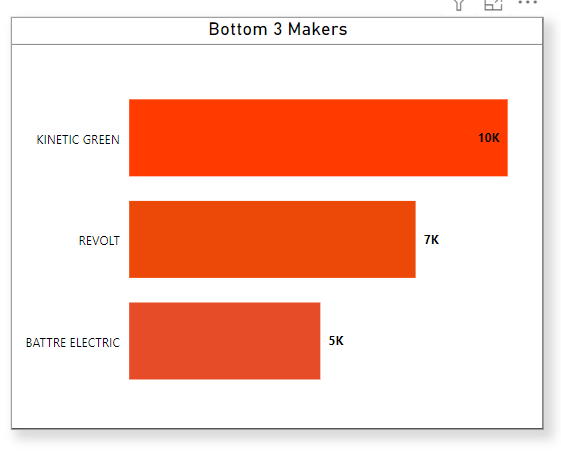 Bottom 3 Makers
KINETIC GREEN 10K
REVOLT 7K
BATTRE ELECTRIC 5K